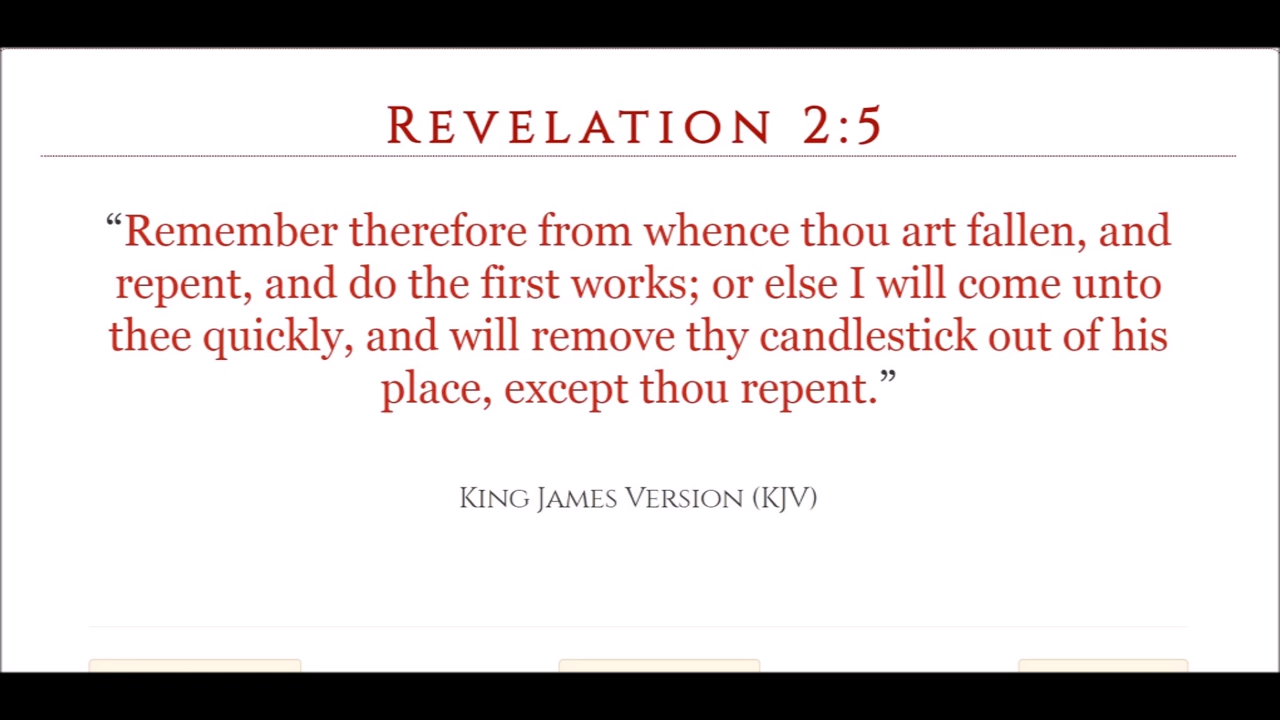 Revelation 2:5
“Remember therefore from whence thou art fallen, and
repent, and do the first works; or else I will come unto
thee quickly, and will remove thy candlestick out of his
place, except thou repent.”
King James Version (KJV)